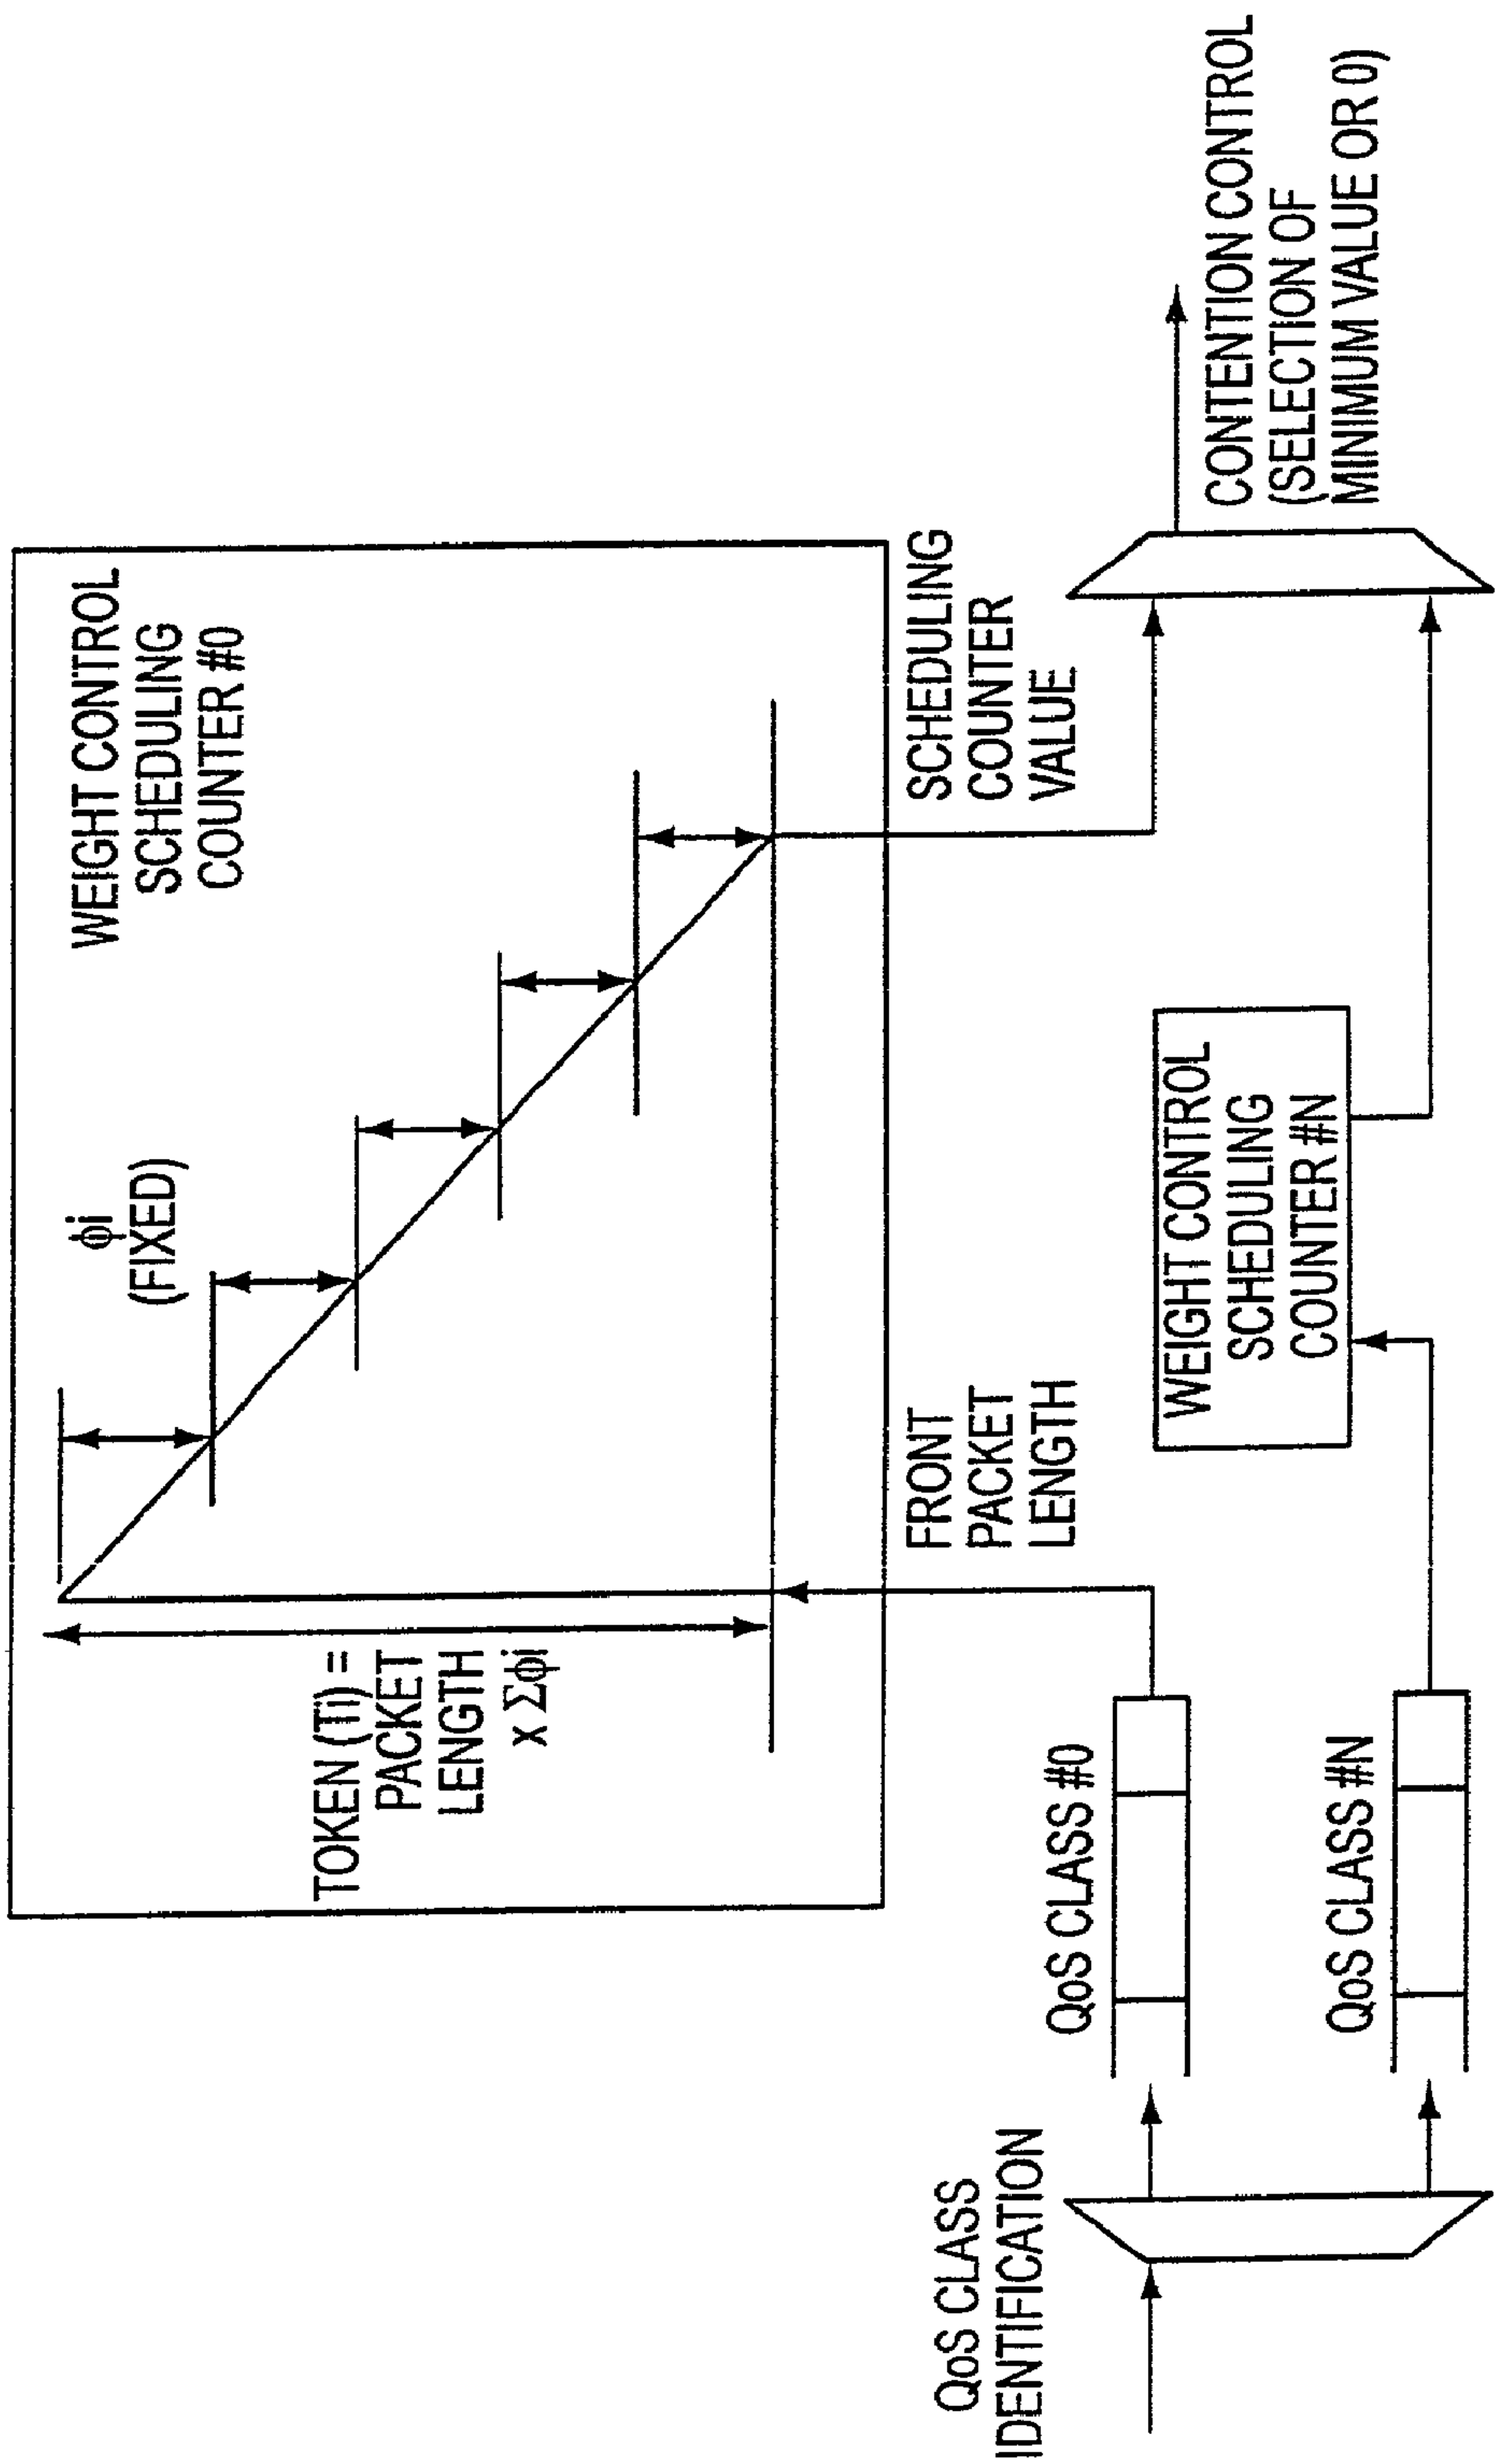 WEIGHT CONTROL
SCHEDULING
COUNTER #0
ϕi
(FIXED)
TOKEN (Ti) =
PACKET
LENGTH
x Σϕi
FRONT
PACKET
LENGTH
SCHEDULING
COUNTER
VALUE
QoS CLASS
IDENTIFICATION
QoS CLASS #0
QoS CLASS #N
WEIGHT CONTROL
SCHEDULING
COUNTER #N
CONTENTION CONTROL
(SELECTION OF
MINIMUM VALUE OR 0)